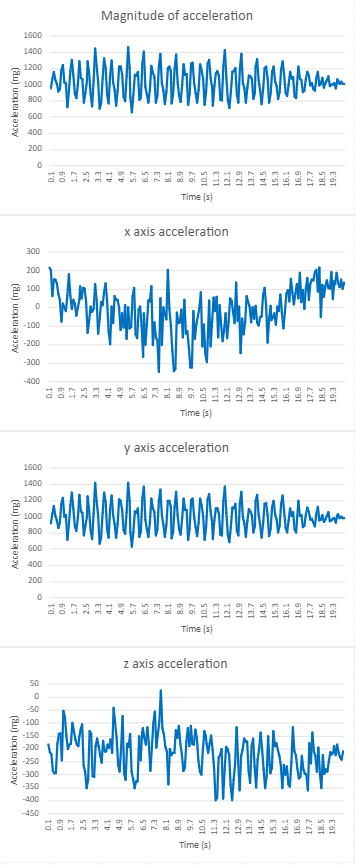 Magnitude of acceleration
1600
1400
1200
1000
800
600
400
200
0
Acceleration (mg)
0.1 0.9 1.7 2.5 3.3 4.1 4.9 5.7 6.5 7.3 8.1 8.9 9.7 10.5 11.3 12.1 12.9 13.7 14.5 15.3 16.1 16.9 17.7 18.5 19.3
Time (s)
x axis acceleration
300
200
100
0
-100
-200
-300
-400
Acceleration (mg)
0.1 0.9 1.7 2.5 3.3 4.1 4.9 5.7 6.5 7.3 8.1 8.9 9.7 10.5 11.3 12.1 12.9 13.7 14.5 15.3 16.1 16.9 17.7 18.5 19.3
Time (s)
y axis acceleration
1600
1400
1200
1000
800
600
400
200
0
Acceleration (mg)
0.1 0.9 1.7 2.5 3.3 4.1 4.9 5.7 6.5 7.3 8.1 8.9 9.7 10.5 11.3 12.1 12.9 13.7 14.5 15.3 16.1 16.9 17.7 18.5 19.3
Time (s)
z axis acceleration
50
0
-50
-100
-150
-200
-250
-300
-350
-400
-450
Acceleration (mg)
0.1 0.9 1.7 2.5 3.3 4.1 4.9 5.7 6.5 7.3 8.1 8.9 9.7 10.5 11.3 12.1 12.9 13.7 14.5 15.3 16.1 16.9 17.7 18.5 19.3
Time (s)